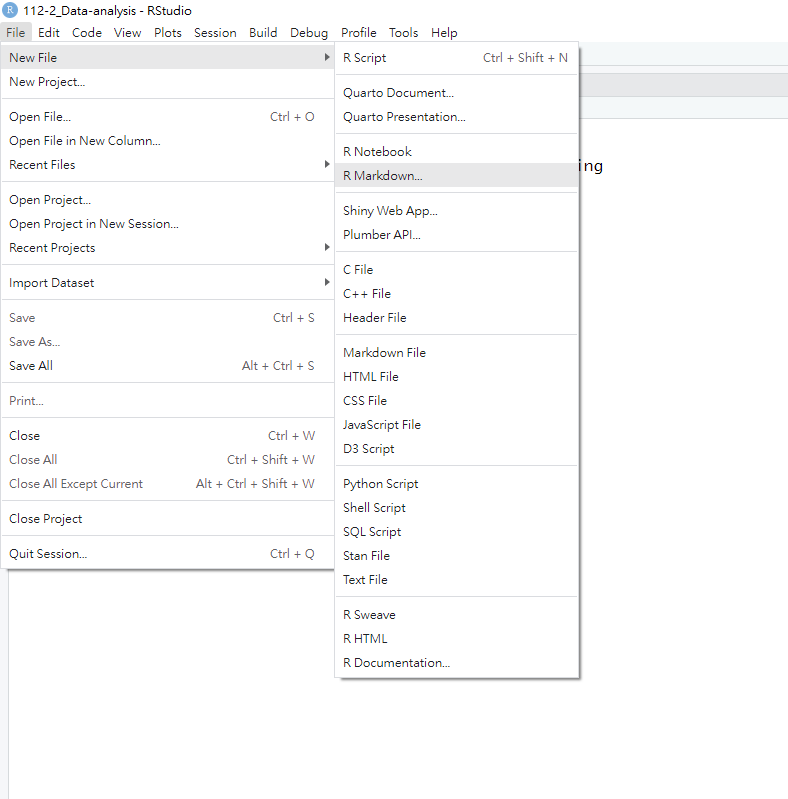 R 112-2_Data-analysis - RStudio
File Edit Code View Plots Session Build Debug Profile Tools Help
New File
New Project...
Open File... Ctrl + O
Open File in New Column...
Recent Files
Open Project...
Open Project in New Session...
Recent Projects
Import Dataset
Save Ctrl + S
Save As...
Save All Alt + Ctrl + S
Print...
Close Ctrl + W
Close All Ctrl + Shift + W
Close All Except Current Alt + Ctrl + Shift + W
Close Project
Quit Session... Ctrl + Q
R Script Ctrl + Shift + N
Quarto Document...
Quarto Presentation...
R Notebook
R Markdown...
Shiny Web App...
Plumber API...
C File
C++ File
Header File
Markdown File
HTML File
CSS File
JavaScript File
D3 Script
Python Script
Shell Script
SQL Script
Stan File
Text File
R Sweave
R HTML
R Documentation...